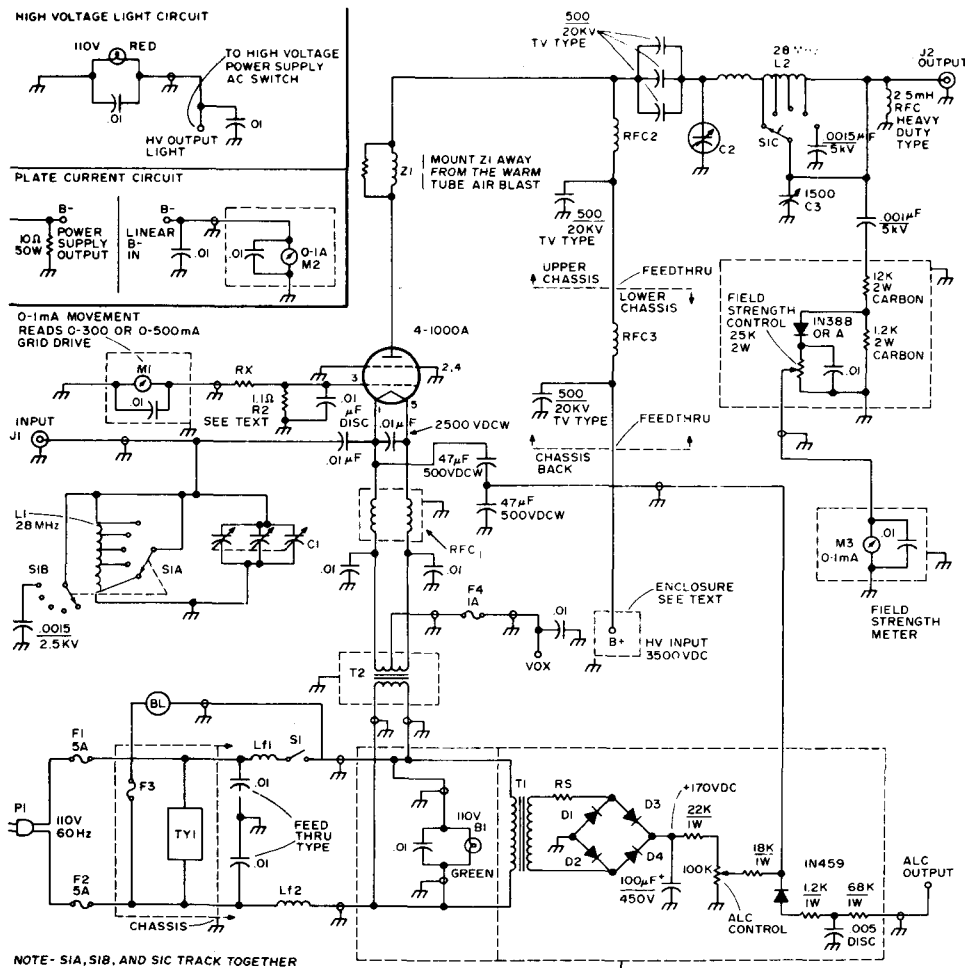 HIGH VOLTAGE LIGHT CIRCUIT
110V
RED
TO HIGH VOLTAGE
POWER SUPPLY
AC SWITCH
.01
.01
HV OUTPUT
LIGHT
PLATE CURRENT CIRCUIT
B-
10Ω
50W
POWER
SUPPLY
OUTPUT
B-
LINEAR
B-
IN
.01
.01
0-1A
M2
500
20KV
TV TYPE
28 MHz
L2
J2
OUTPUT
2.5mH
RFC
HEAVY
DUTY
TYPE
RFC2
C2
S1C
.0015µF
5kV
1500
C3
.001µF
5kV
Z1
MOUNT Z1 AWAY
FROM THE WARM
TUBE AIR BLAST
500
20KV
TV TYPE
UPPER
CHASSIS
FEEDTHRU
LOWER
CHASSIS
12K
2W
CARBON
FIELD
STRENGTH
CONTROL
25K
2W
IN38B
OR A
1.2K
2W
CARBON
.01
0-1mA MOVEMENT
READS 0-300 OR 0-500mA
GRID DRIVE
M1
.01
4-1000A
2,4
3
1
5
RX
SEE TEXT
1.1Ω
R2
.01
µF
DISC
.01µF
2500 VDCW
RFC3
500
20KV
TV TYPE
FEEDTHRU
CHASSIS
BACK
INPUT
J1
.01µF
47µF
500VDCW
47µF
500VDCW
L1
28MHz
S1A
S1B
.0015
2.5KV
C1
RFC1
.01
.01
M3
0-1mA
.01
FIELD
STRENGTH
METER
F4
1A
.01
VOX
ENCLOSURE
SEE TEXT
B+
HV INPUT
3500VDC
T2
BL
F1
5A
P1
110V
60Hz
F2
5A
F3
TY1
CHASSIS
Lf1
S1
.01
FEED
THRU
TYPE
.01
Lf2
.01
110V
B1
GREEN
T1
RS
D1
D3
D2
D4
+170VDC
22K
1W
100µF
+
450V
100K
ALC
CONTROL
18K
1W
IN459
1.2K
1W
68K
1W
.005
DISC
ALC
OUTPUT
NOTE- S1A, S1B, AND S1C TRACK TOGETHER